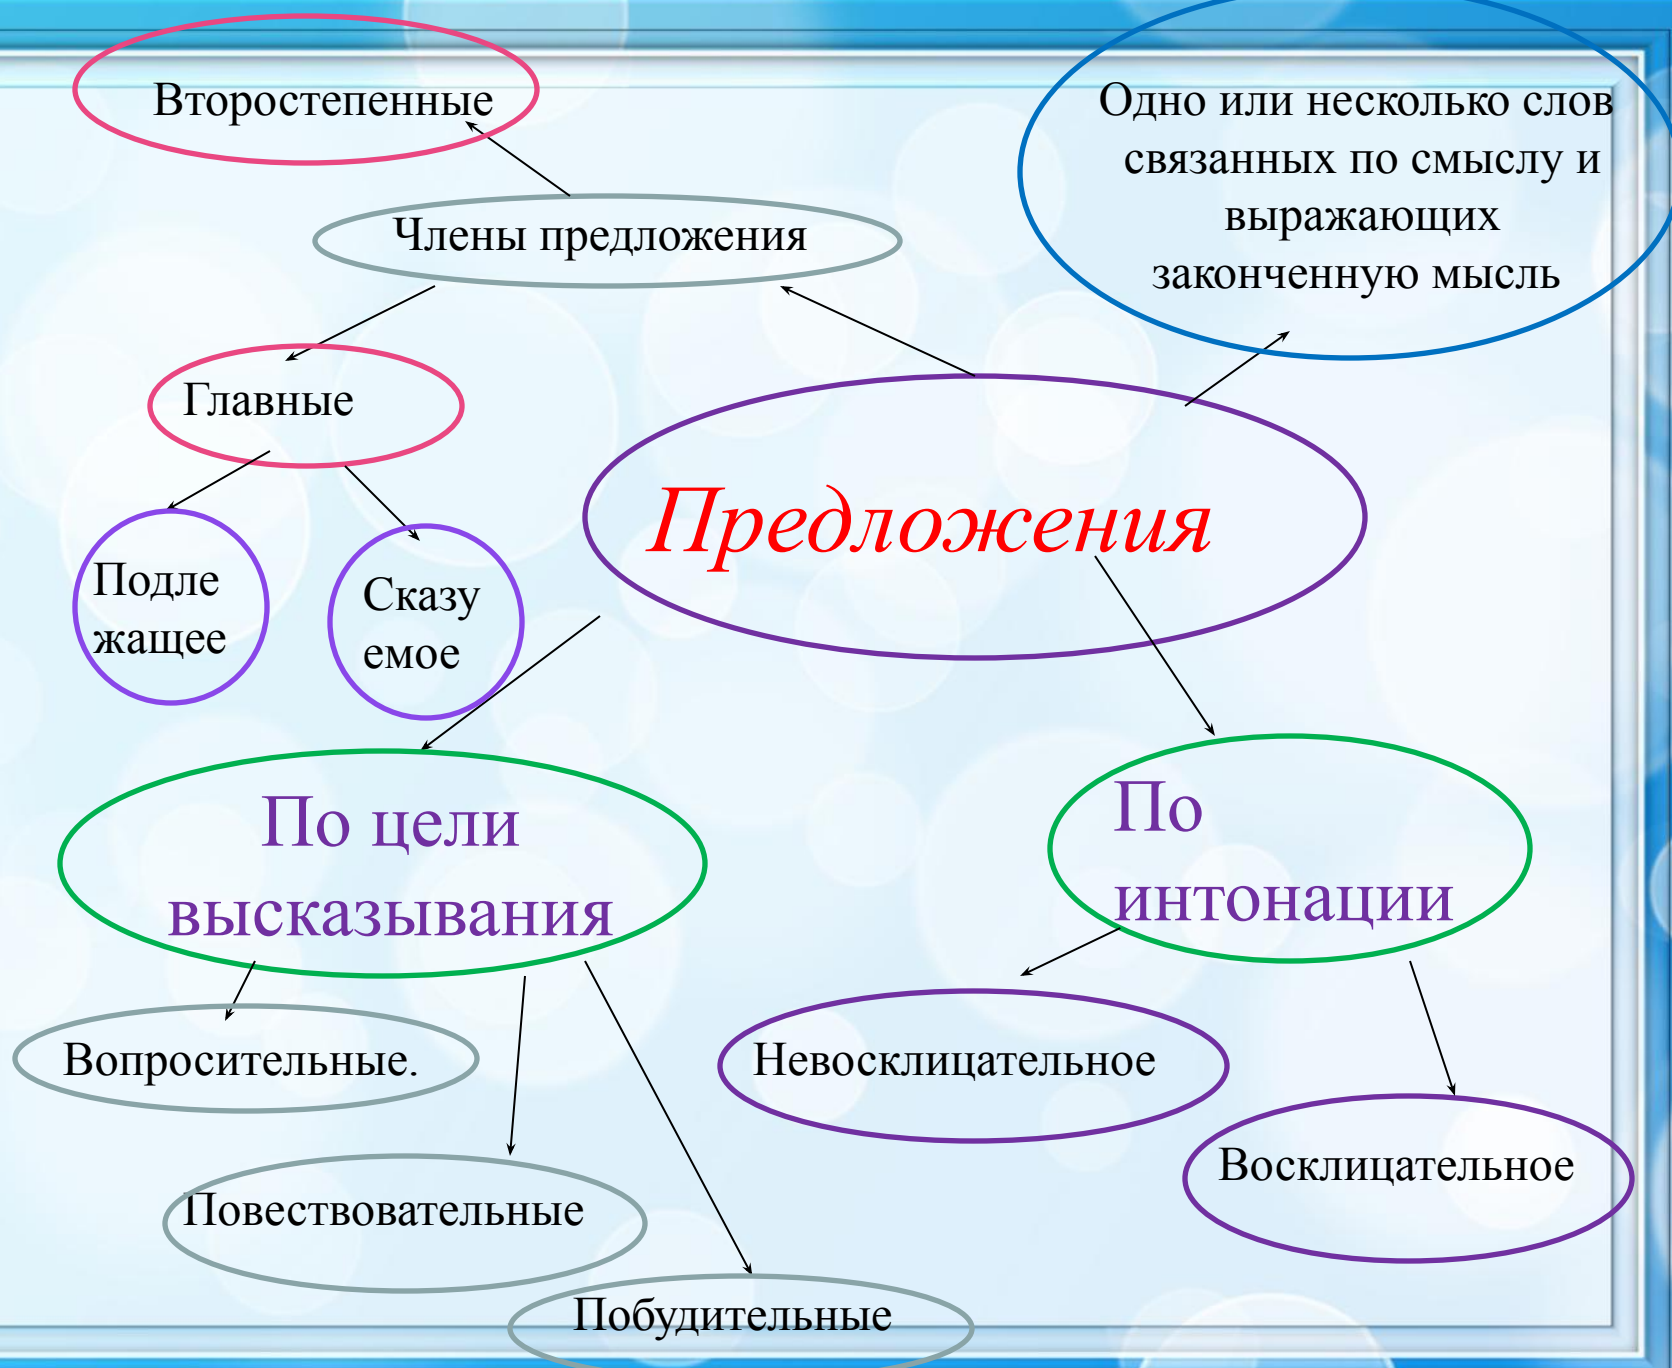 Второстепенные
Одно или несколько слов
связанных по смыслу и
выражающих
законченную мысль
Члены предложения
Главные
Предложения
Подле
жащее
Сказу
емое
По цели
высказывания
По
интонации
Вопросительные.
Невосклицательное
Восклицательное
Повествовательные
Побудительные